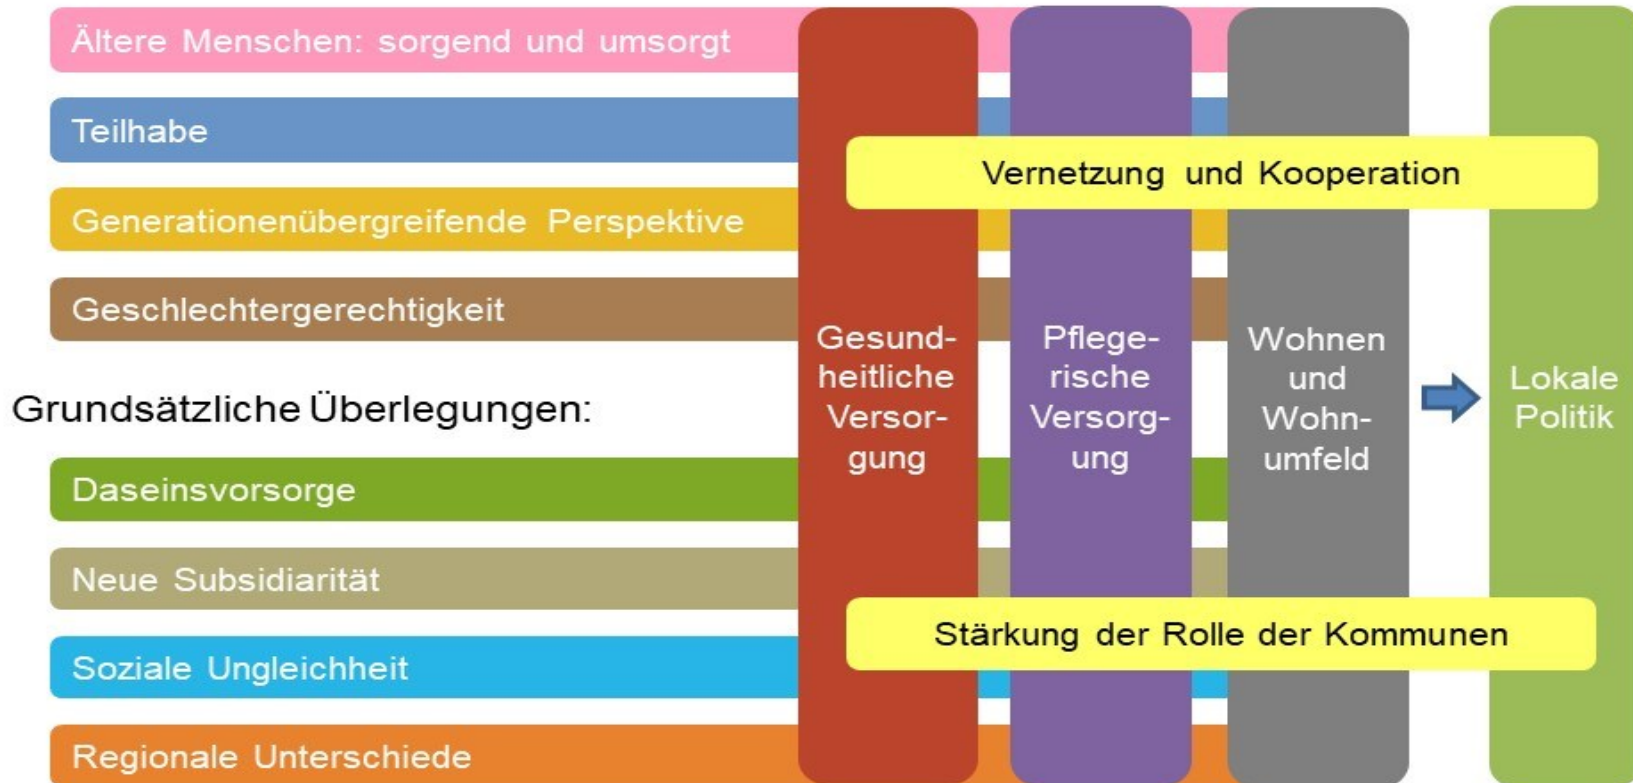 Ältere Menschen: sorgend und umsorgt
Teilhabe
Generationenübergreifende Perspektive
Geschlechtergerechtigkeit
Grundsätzliche Überlegungen:
Daseinsvorsorge
Neue Subsidiarität
Soziale Ungleichheit
Regionale Unterschiede
Vernetzung und Kooperation
Gesund-
heitliche
Versor-
gung
Pflege-
rische
Versorg-
ung
Wohnen
und
Wohn-
umfeld
Lokale
Politik
Stärkung der Rolle der Kommunen